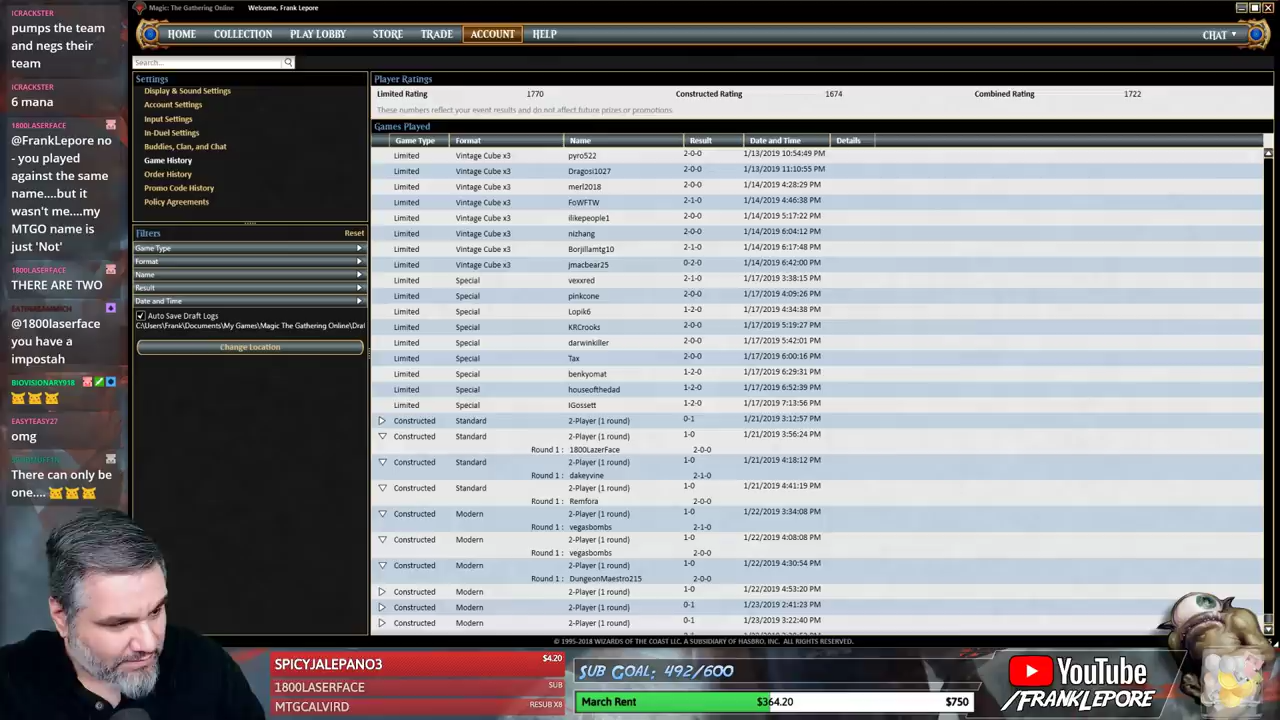 ICRACKSTER
pumps the team
and negs their
team
ICRACKSTER
6 mana
1800LASERFACE
@FrankLepore no
- you played
against the same
name....but it
wasn't me....my
MTGO name is
just 'Not'
1800LASERFACE
THERE ARE TWO
@1800laserface
you have a
impostah
BIOVISIONARY918
EASYTEASY27
omg
There can only be
one....
Magic: The Gathering Online Welcome, Frank Lepore
HOME COLLECTION PLAY LOBBY STORE TRADE ACCOUNT HELP CHAT
Search...
Settings
Display & Sound Settings
Account Settings
Input Settings
In-Duel Settings
Buddies, Clan, and Chat
Game History
Order History
Promo Code History
Policy Agreements
Filters Reset
Game Type
Format
Name
Result
Date and Time
Auto Save Draft Logs
C:\Users\Frank\Documents\My Games\Magic The Gathering Online\Draf
Change Location
Player Ratings
Limited Rating 1770 Constructed Rating 1674 Combined Rating 1722
These numbers reflect your event results and do not affect future prizes or promotions.
Games Played
Game Type Format Name Result Date and Time Details
Limited Vintage Cube x3 pyro522 2-0-0 1/13/2019 10:54:49 PM
Limited Vintage Cube x3 Dragosi1027 2-0-0 1/13/2019 11:10:55 PM
Limited Vintage Cube x3 merl2018 2-0-0 1/14/2019 4:28:29 PM
Limited Vintage Cube x3 FoWFTW 2-1-0 1/14/2019 4:46:38 PM
Limited Vintage Cube x3 ilikepeople1 2-0-0 1/14/2019 5:17:22 PM
Limited Vintage Cube x3 nizhang 2-0-0 1/14/2019 6:04:12 PM
Limited Vintage Cube x3 Borjillamtg10 2-1-0 1/14/2019 6:17:48 PM
Limited Vintage Cube x3 jmacbear25 0-2-0 1/14/2019 6:42:00 PM
Limited Special vexxred 2-1-0 1/17/2019 3:38:15 PM
Limited Special pinkcone 2-0-0 1/17/2019 4:09:26 PM
Limited Special Lopik6 1-2-0 1/17/2019 4:34:38 PM
Limited Special KRCrooks 2-0-0 1/17/2019 5:19:27 PM
Limited Special darwinkiller 2-0-0 1/17/2019 5:42:01 PM
Limited Special Tax 2-0-0 1/17/2019 6:00:16 PM
Limited Special benkyomat 1-2-0 1/17/2019 6:29:31 PM
Limited Special houseofthedad 1-2-0 1/17/2019 6:52:39 PM
Limited Special IGossett 1-2-0 1/17/2019 7:13:56 PM
Constructed Standard 2-Player (1 round) 0-1 1/21/2019 3:12:57 PM
Constructed Standard 2-Player (1 round) 1-0 1/21/2019 3:56:24 PM
Round 1 : 1800LazerFace 2-0-0
Constructed Standard 2-Player (1 round) 1-0 1/21/2019 4:18:12 PM
Round 1 : dakeyvine 2-1-0
Constructed Standard 2-Player (1 round) 1-0 1/21/2019 4:41:19 PM
Round 1 : Remfora 2-0-0
Constructed Modern 2-Player (1 round) 1-0 1/22/2019 3:34:08 PM
Round 1 : vegasbombs 2-1-0
Constructed Modern 2-Player (1 round) 1-0 1/22/2019 4:08:08 PM
Round 1 : vegasbombs 2-0-0
Constructed Modern 2-Player (1 round) 1-0 1/22/2019 4:30:54 PM
Round 1 : DungeonMaestro215 2-0-0
Constructed Modern 2-Player (1 round) 1-0 1/22/2019 4:53:20 PM
Constructed Modern 2-Player (1 round) 0-1 1/23/2019 2:41:23 PM
Constructed Modern 2-Player (1 round) 0-1 1/23/2019 3:22:40 PM
© 1995-2018 WIZARDS OF THE COAST LLC. A SUBSIDIARY OF HASBRO, INC. ALL RIGHTS RESERVED.
SPICYJALEPANO3 $4.20
1800LASERFACE SUB
MTGCALVIRD RESUB X8
SUB GOAL: 492/600
March Rent $364.20 $750
YouTube
/FRANKLEPORE